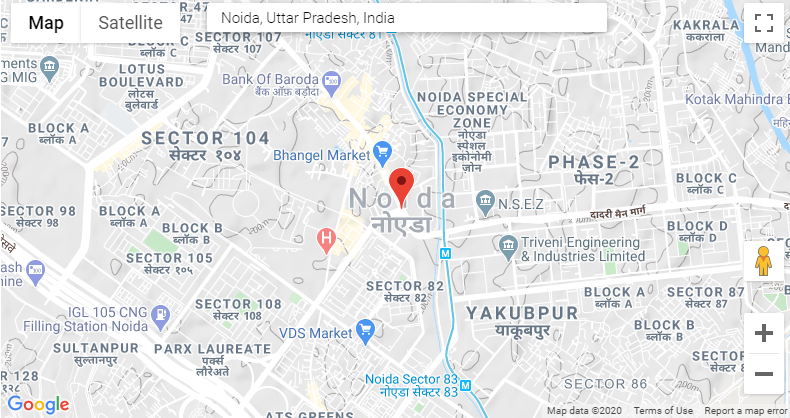 Map
Satellite
Noida, Uttar Pradesh, India
SECTOR 107
सेक्टर 107
नोएडा सेक्टर 81
KAKRALA
ककराला
BLOCK C
ब्लॉक C
MIG
LOTUS
BOULEVARD
लोटस
बुलेवार्ड
Bank Of Baroda
बैंक ऑफ़ बड़ौदा
NOIDA SPECIAL
ECONOMY
ZONE
नोएडा
स्पेशल
इकोनोमी
ज़ोन
Kotak Mahindra B
BLOCK A
ब्लॉक A
SECTOR 104
सेक्टर १०४
Bhangel Market
PHASE-2
फेस-2
BLOCK C
ब्लॉक C
SECTOR 98
सेक्टर 98
BLOCK A
ब्लॉक A
BLOCK B
ब्लॉक B
Noida
नोएडा
N.S.E.Z
दादरी मैन मार्ग
BLOCK D
ब्लॉक D
Triveni Engineering
& Industries Limited
SECTOR 105
सेक्टर १०५
SECTOR 82
सेक्टर 82
BLOCK A
ब्लॉक A
SECTOR 87
सेक्टर 87
IGL 105 CNG
Filling Station Noida
SECTOR 108
सेक्टर 108
VDS Market
YAKUBPUR
याकूबपुर
BLOCK B
ब्लॉक B
SULTANPUR
सुल्तानपुर
PARX LAUREATE
पर्क्स
लौरेअते
Noida Sector 83
नोएडा सेक्टर 83
SECTOR 86
ATS GREENS
Google
Map data ©2020
Terms of Use
Report a map error